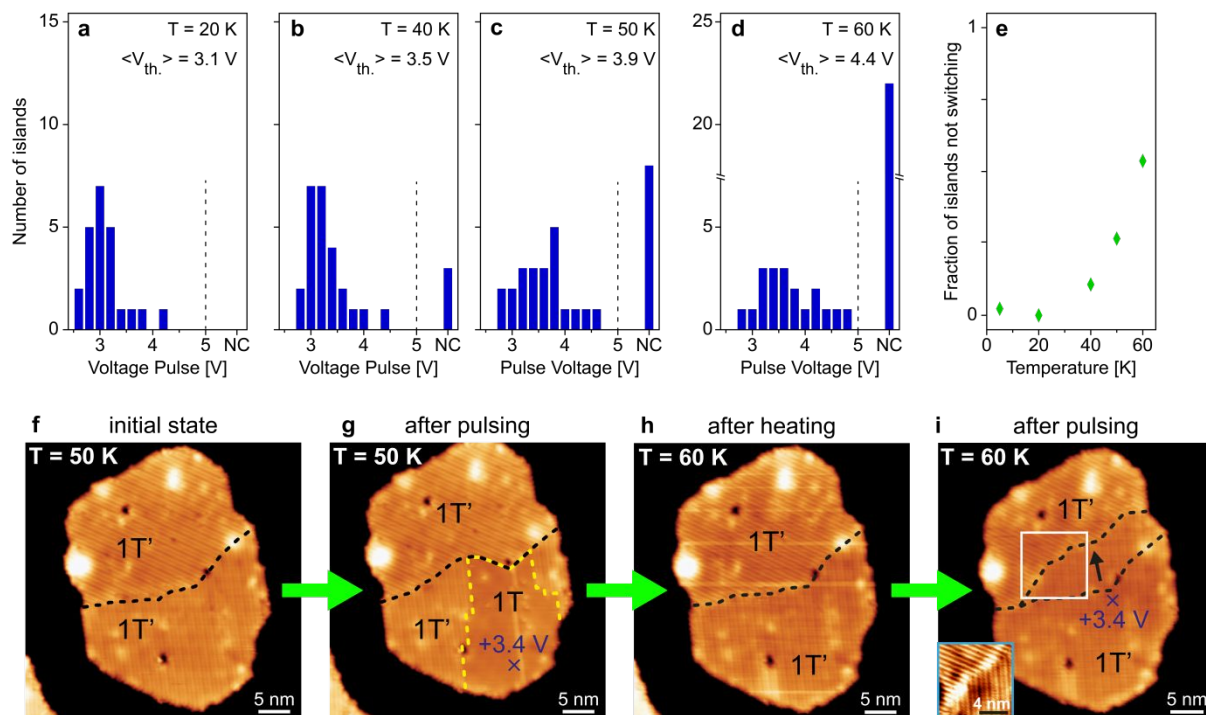 a
T = 20 K
<V_th.> = 3.1 V
15
10
5
0
Number of islands
3 4 5 NC
Voltage Pulse [V]
b
T = 40 K
<V_th.> = 3.5 V
3 4 5 NC
Voltage Pulse [V]
c
T = 50 K
<V_th.> = 3.9 V
3 4 5 NC
Pulse Voltage [V]
d
T = 60 K
<V_th.> = 4.4 V
25
20
5
0
3 4 5 NC
Pulse Voltage [V]
e
1
0
Fraction of islands not switching
0 20 40 60
Temperature [K]
f
initial state
T = 50 K
1T'
1T'
5 nm
g
after pulsing
T = 50 K
1T'
1T
1T'
+3.4 V
×
5 nm
h
after heating
T = 60 K
1T'
1T'
5 nm
i
after pulsing
T = 60 K
1T'
×
+3.4 V
1T'
4 nm
5 nm